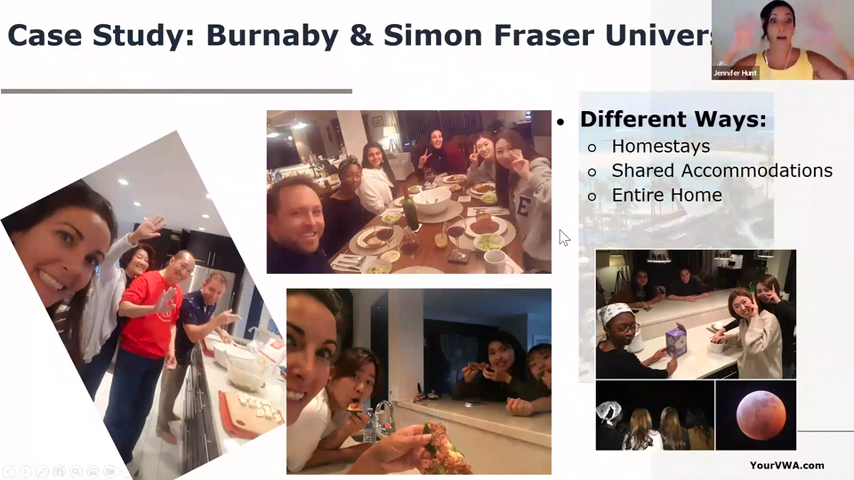 Case Study: Burnaby & Simon Fraser Univers
Jennifer Hunt
• Different Ways:
o Homestays
o Shared Accommodations
o Entire Home
E
YourVWA.com